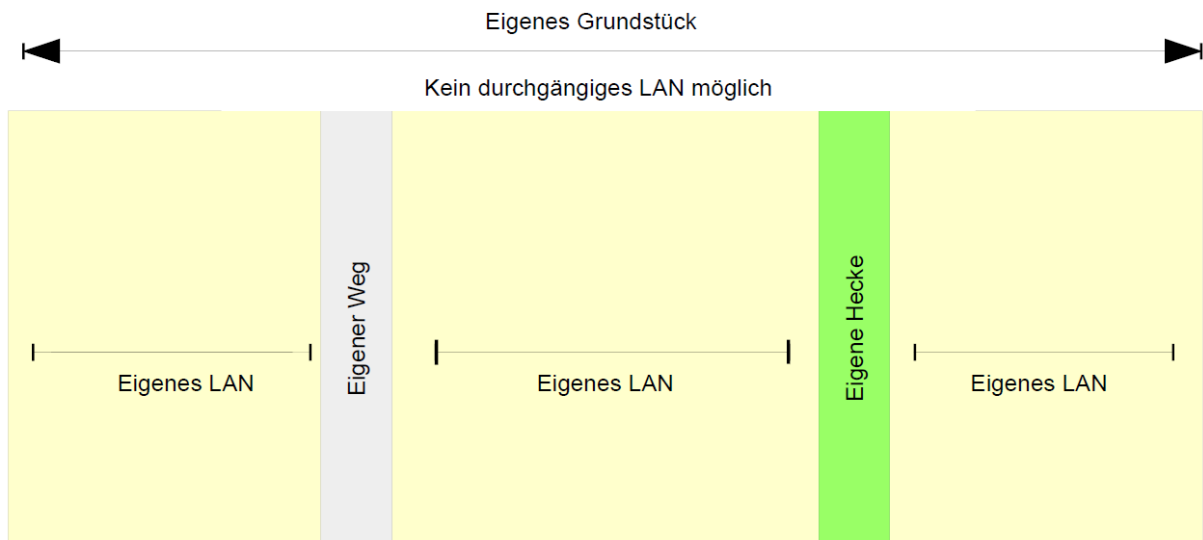 Eigenes Grundstück
Kein durchgängiges LAN möglich
Eigener Weg
Eigene Hecke
Eigenes LAN
Eigenes LAN
Eigenes LAN